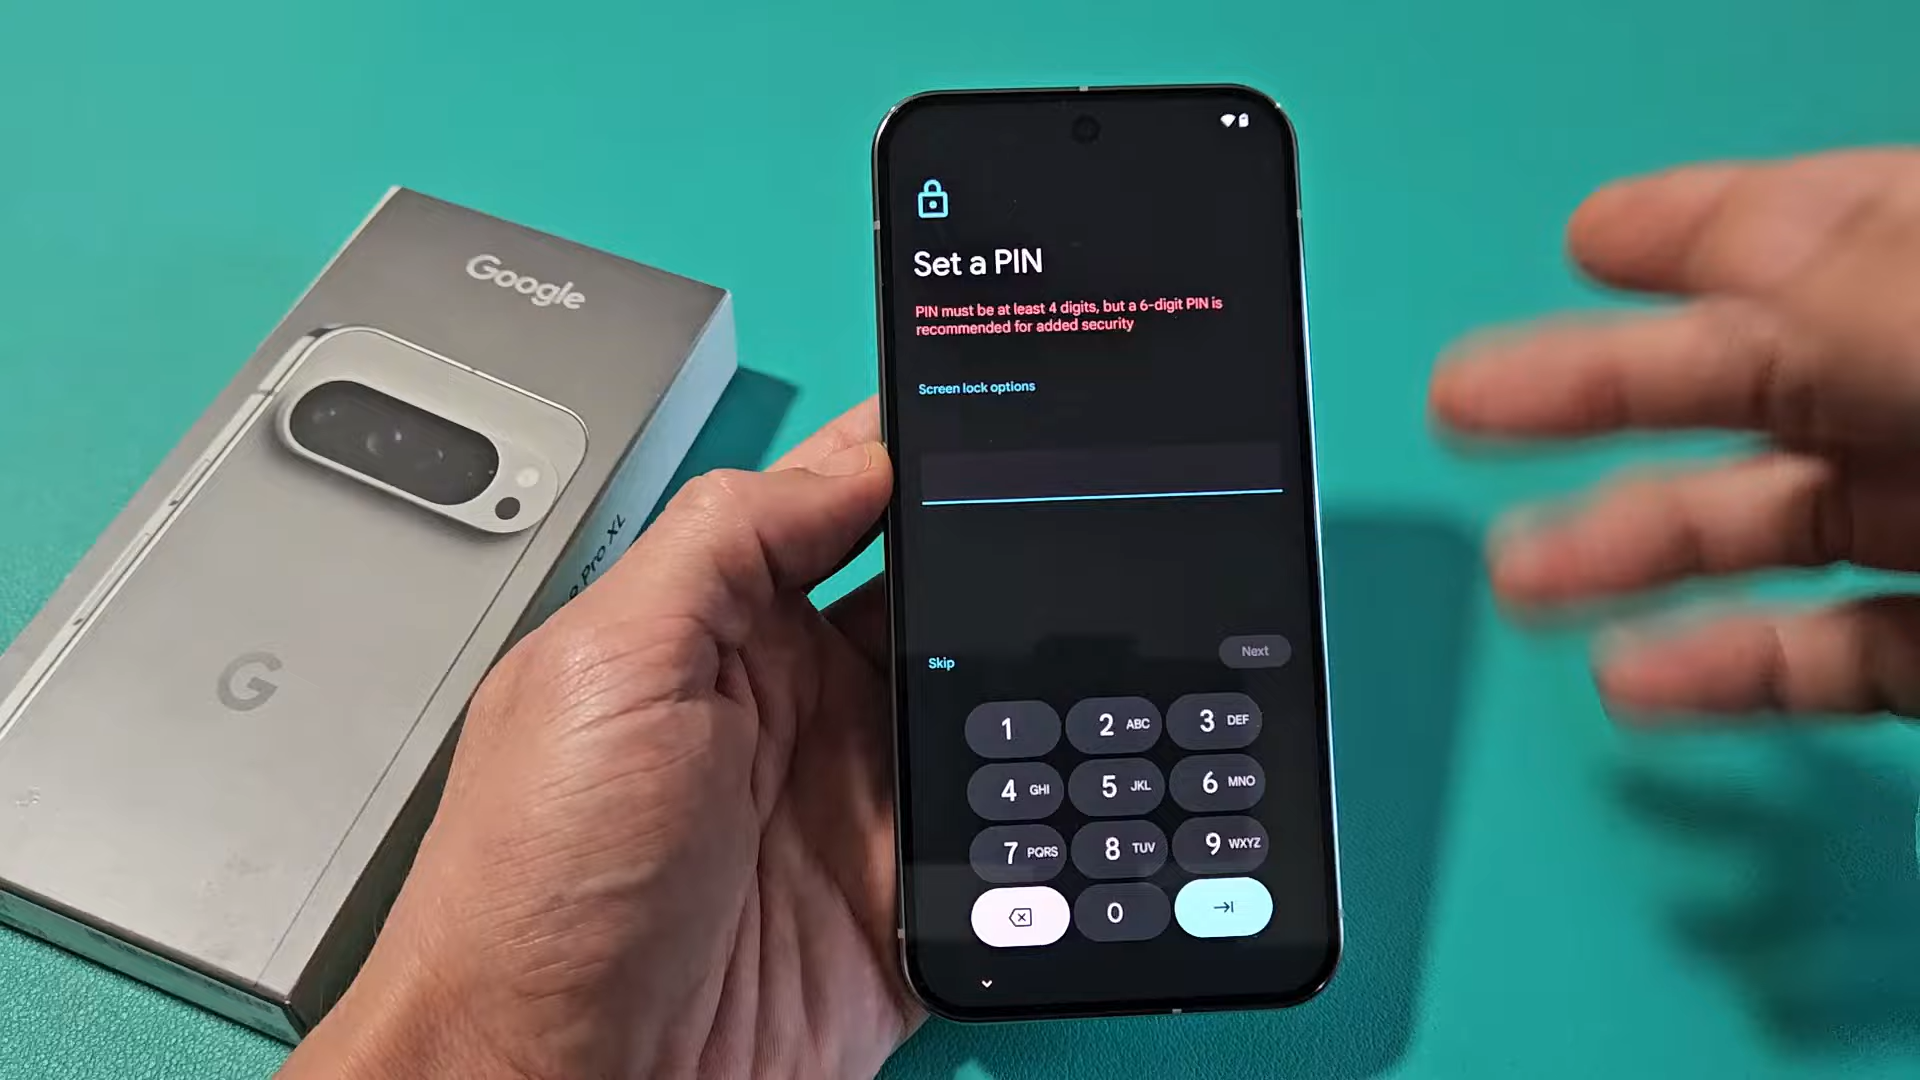 Google
Pro XL
G
Set a PIN
PIN must be at least 4 digits, but a 6-digit PIN is
recommended for added security
Screen lock options
Skip
Next
1
2 ABC
3 DEF
4 GHI
5 JKL
6 MNO
7 PQRS
8 TUV
9 WXYZ
0